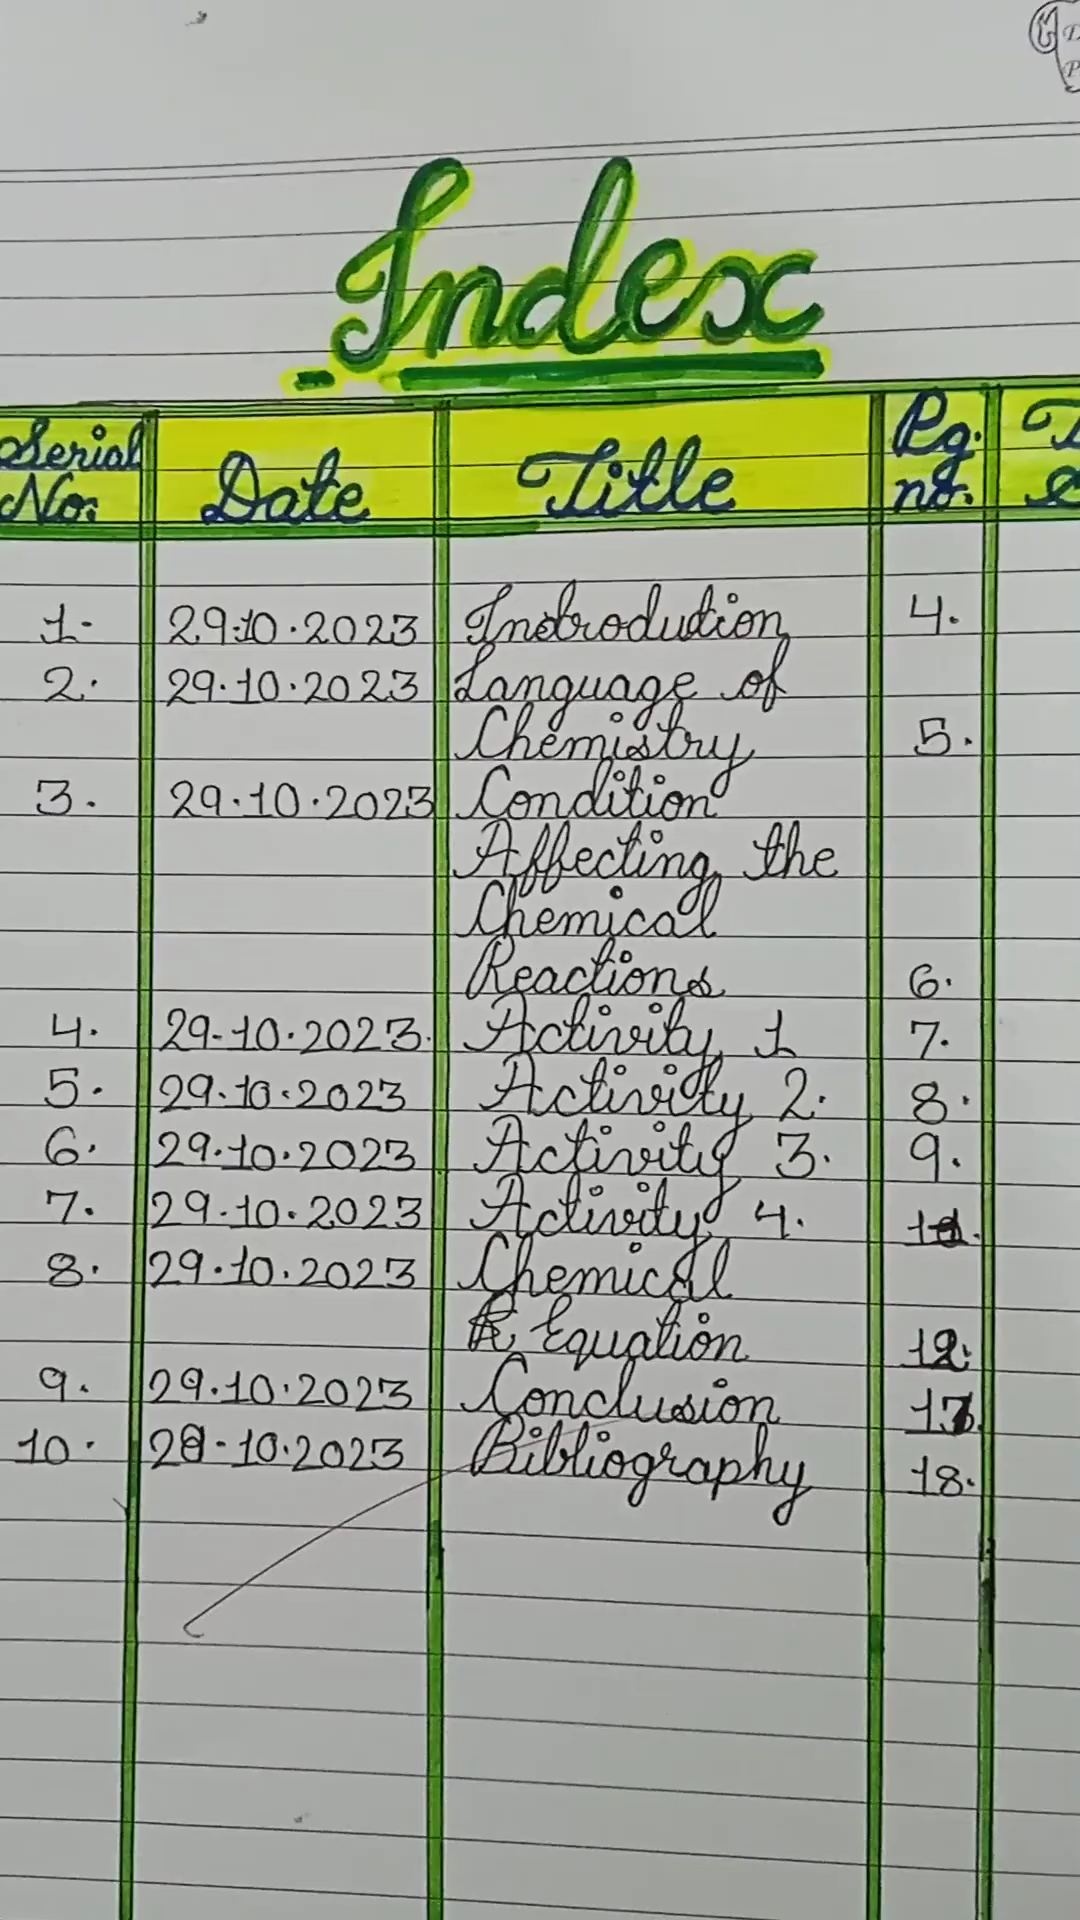 Index
Serial No. Date Title Pg. no.
1. 29.10.2023 Introdution 4.
2. 29.10.2023 Language of
Chemistry 5.
3. 29.10.2023 Condition
Affecting the
Chemical
Reactions 6.
4. 29.10.2023. Activity 1 7.
5. 29.10.2023 Activity 2. 8.
6. 29.10.2023 Activity 3. 9.
7. 29.10.2023 Activity 4.
8. 29.10.2023 Chemical
Equation 12.
9. 29.10.2023 Conclusion 17.
10. 29.10.2023 Bibliography 18.